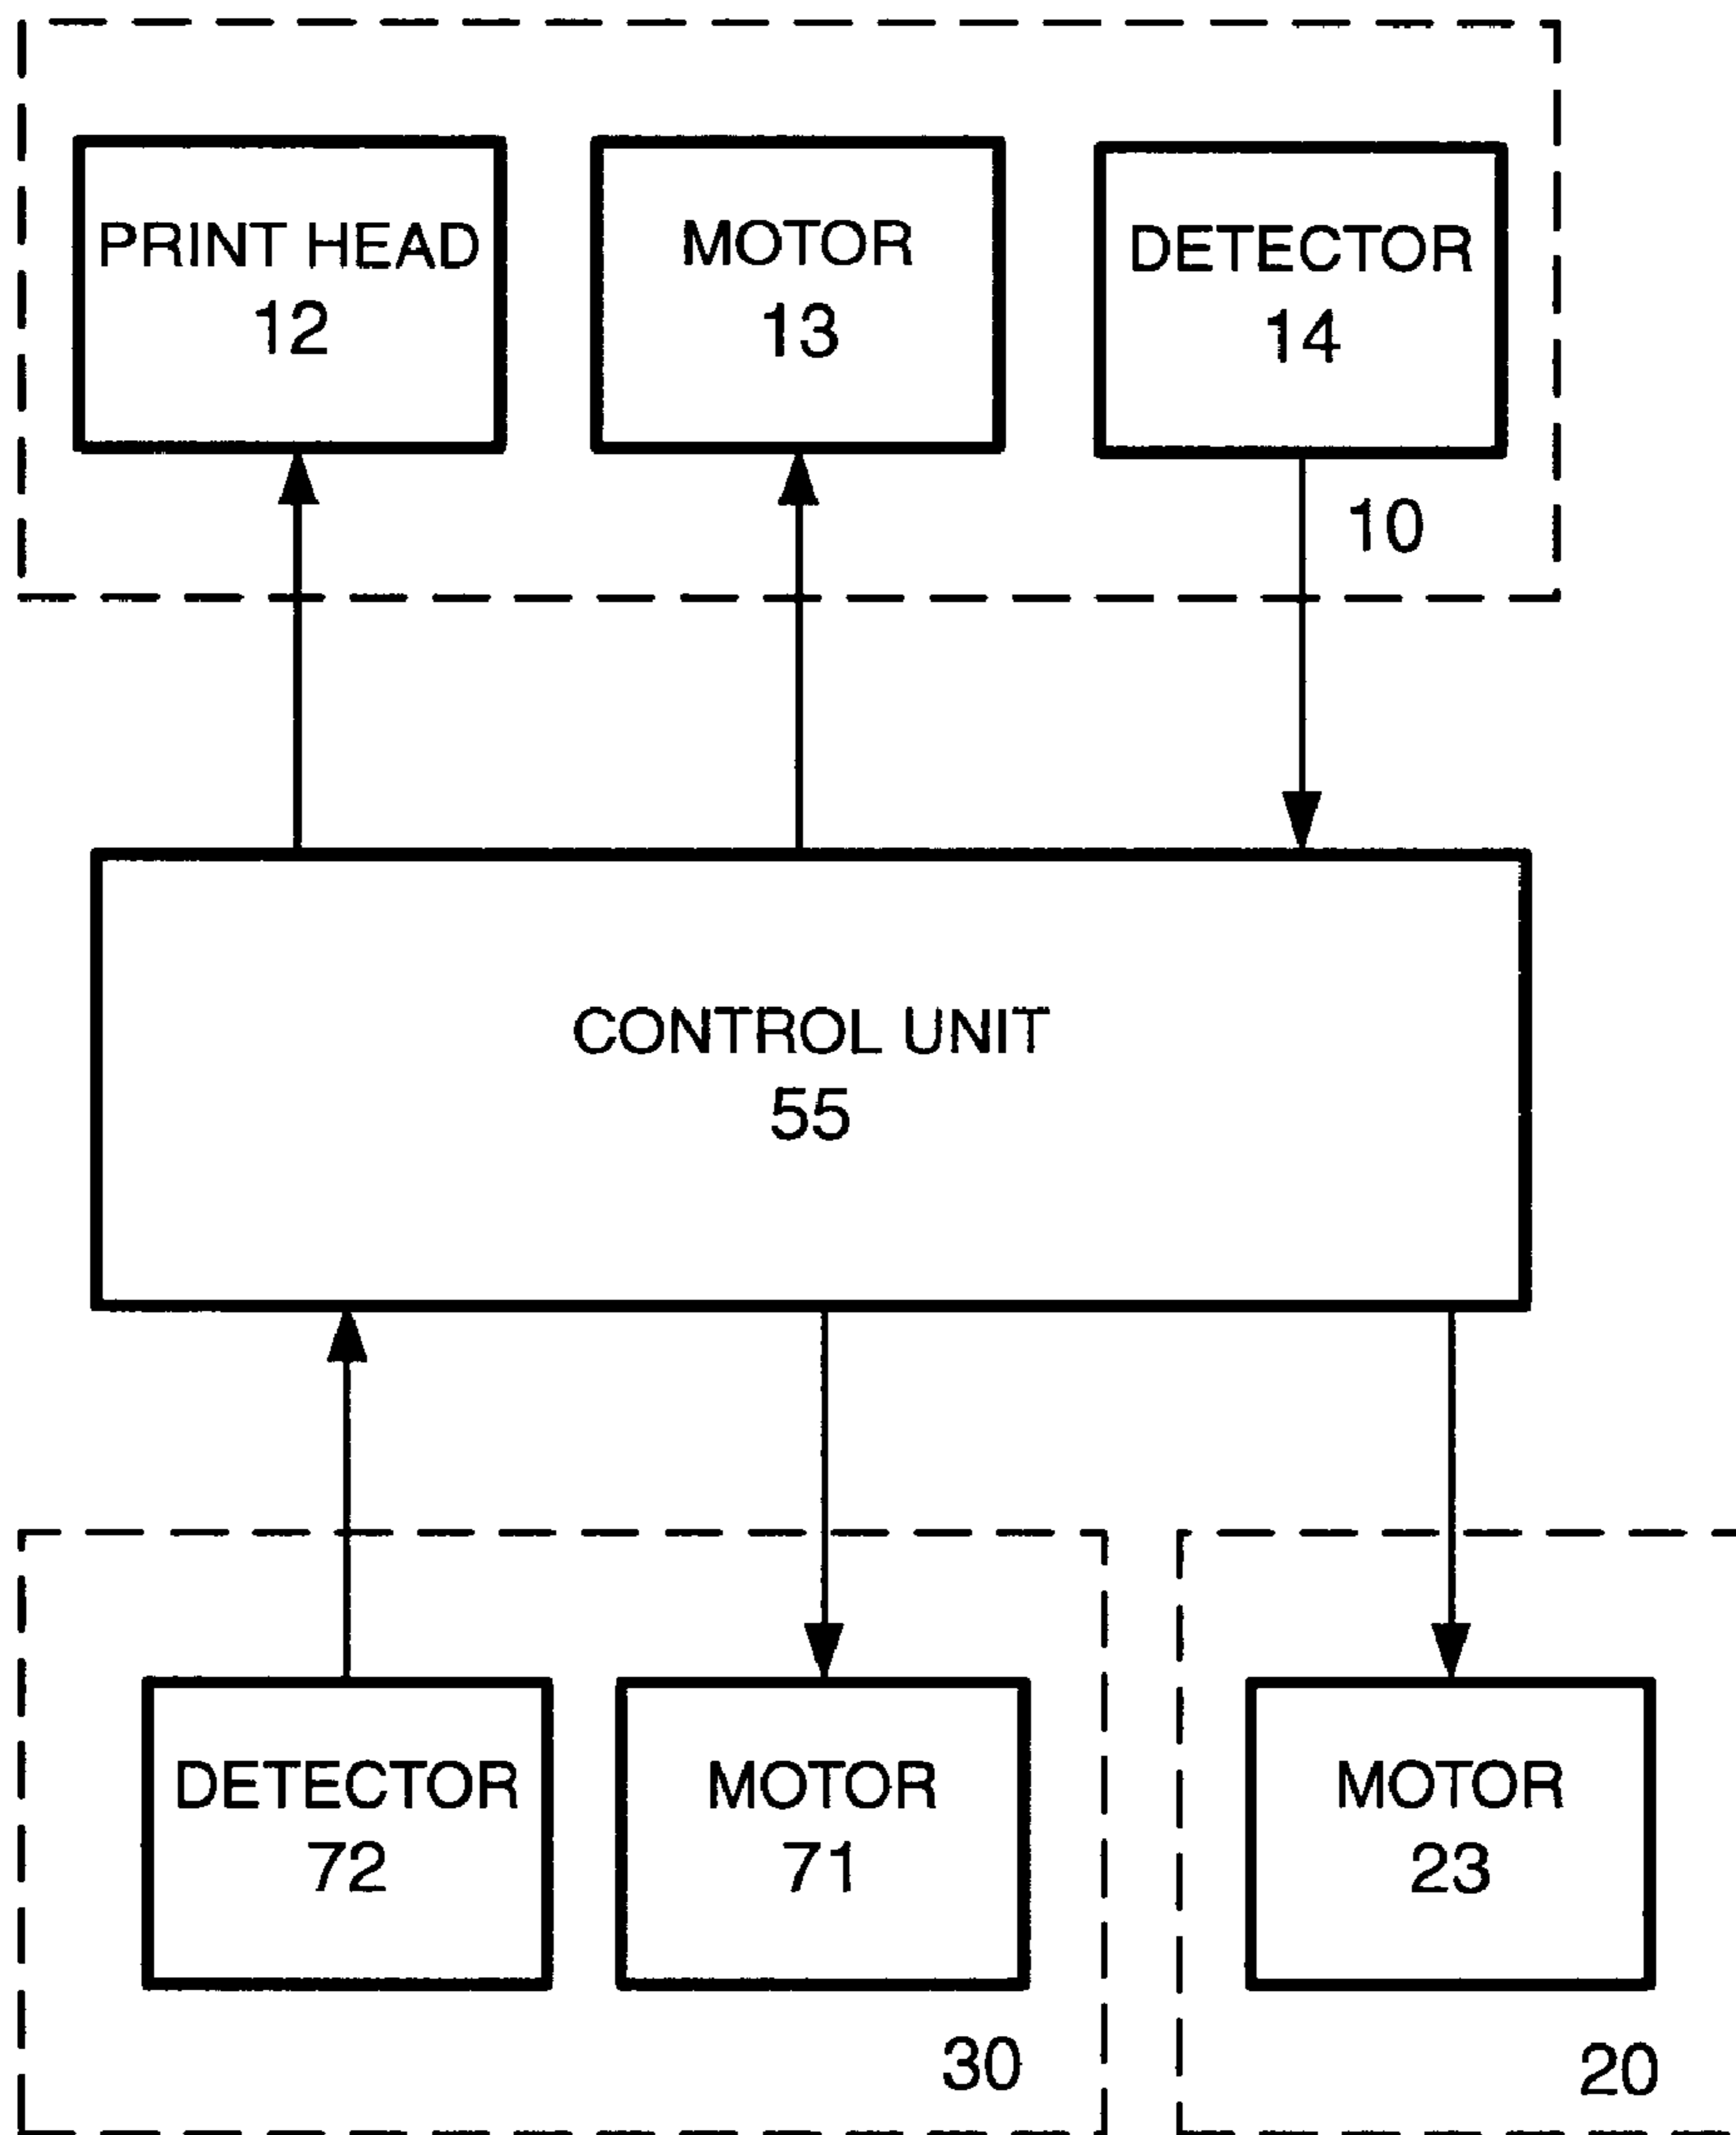 PRINT HEAD
12
MOTOR
13
DETECTOR
14
10
CONTROL UNIT
55
DETECTOR
72
MOTOR
71
MOTOR
23
30
20